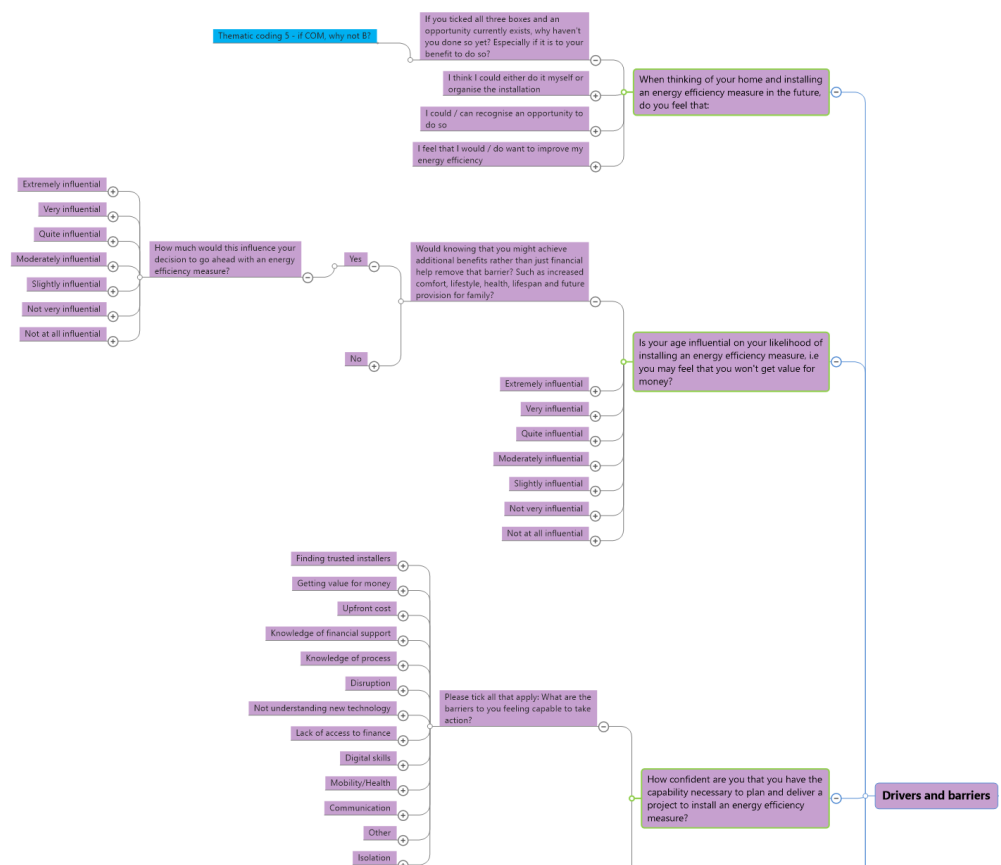 If you ticked all three boxes and an
opportunity currently exists, why haven't
you done so yet? Especially if it is to your
benefit to do so?
Thematic coding 5 - if COM, why not B?
I think I could either do it myself or
organise the installation
I could / can recognise an opportunity to
do so
I feel that I would / do want to improve my
energy efficiency
When thinking of your home and installing
an energy efficiency measure in the future,
do you feel that:
Extremely influential
Very influential
Quite influential
Moderately influential
Slightly influential
Not very influential
Not at all influential
How much would this influence your
decision to go ahead with an energy
efficiency measure?
Yes
No
Would knowing that you might achieve
additional benefits rather than just financial
help remove that barrier? Such as increased
comfort, lifestyle, health, lifespan and future
provision for family?
Extremely influential
Very influential
Quite influential
Moderately influential
Slightly influential
Not very influential
Not at all influential
Is your age influential on your likelihood of
installing an energy efficiency measure, i.e
you may feel that you won't get value for
money?
Finding trusted installers
Getting value for money
Upfront cost
Knowledge of financial support
Knowledge of process
Disruption
Not understanding new technology
Lack of access to finance
Digital skills
Mobility/Health
Communication
Other
Isolation
Please tick all that apply: What are the
barriers to you feeling capable to take
action?
How confident are you that you have the
capability necessary to plan and deliver a
project to install an energy efficiency
measure?
Drivers and barriers